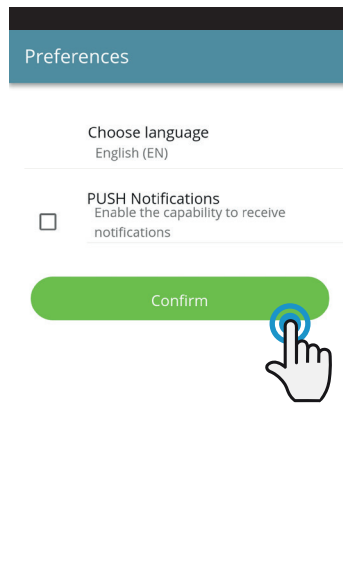 Preferences
Choose language
English (EN)
PUSH Notifications
Enable the capability to receive
notifications
Confirm